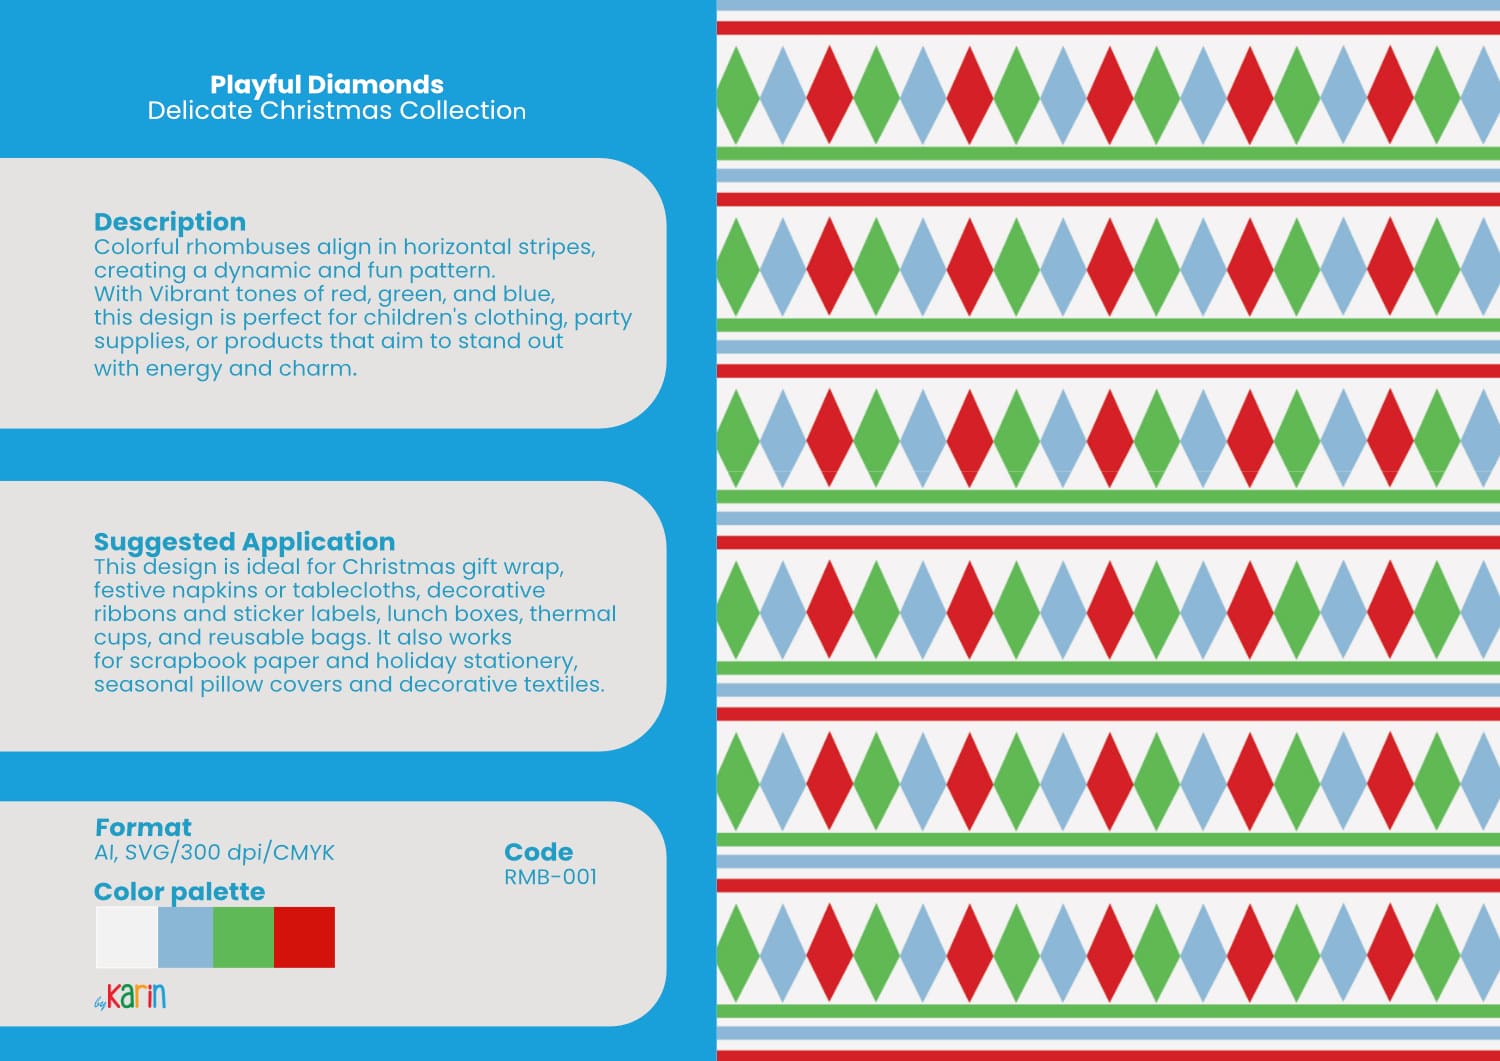 Playful Diamonds
Delicate Christmas Collection
Description
Colorful rhombuses align in horizontal stripes,
creating a dynamic and fun pattern.
With Vibrant tones of red, green, and blue,
this design is perfect for children's clothing, party
supplies, or products that aim to stand out
with energy and charm.
Suggested Application
This design is ideal for Christmas gift wrap,
festive napkins or tablecloths, decorative
ribbons and sticker labels, lunch boxes, thermal
cups, and reusable bags. It also works
for scrapbook paper and holiday stationery,
seasonal pillow covers and decorative textiles.
Format
AI, SVG/300 dpi/CMYK
Code
RMB-001
Color palette
by Karin